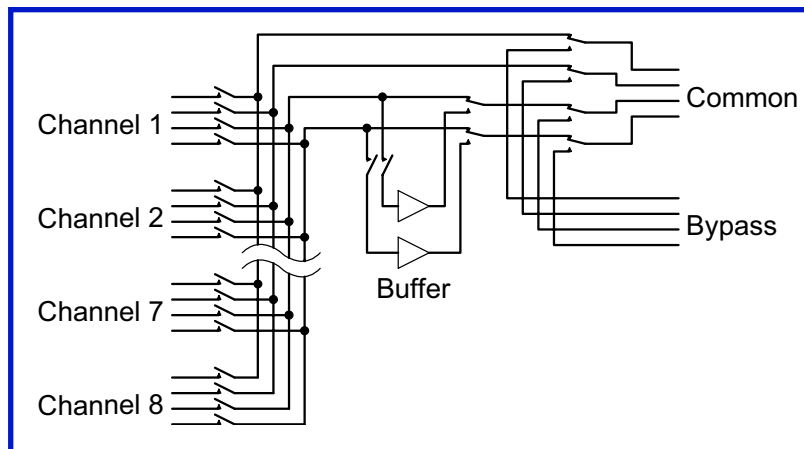 Channel 1
Common
Channel 2
Bypass
Buffer
Channel 7
Channel 8